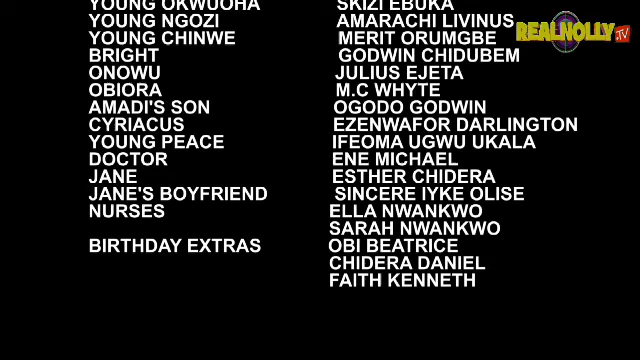 YOUNG OKWUOHA SKIZI EBUKA
YOUNG NGOZI AMARACHI LIVINUS
YOUNG CHINWE MERIT ORUMGBE
BRIGHT GODWIN CHIDUBEM
ONOWU JULIUS EJETA
OBIORA M.C WHYTE
AMADI'S SON OGODO GODWIN
CYRIACUS EZENWAFOR DARLINGTON
YOUNG PEACE IFEOMA UGWU UKALA
DOCTOR ENE MICHAEL
JANE ESTHER CHIDERA
JANE'S BOYFRIEND SINCERE IYKE OLISE
NURSES ELLA NWANKWO
SARAH NWANKWO
BIRTHDAY EXTRAS OBI BEATRICE
CHIDERA DANIEL
FAITH KENNETH
REALNOLLY.TV